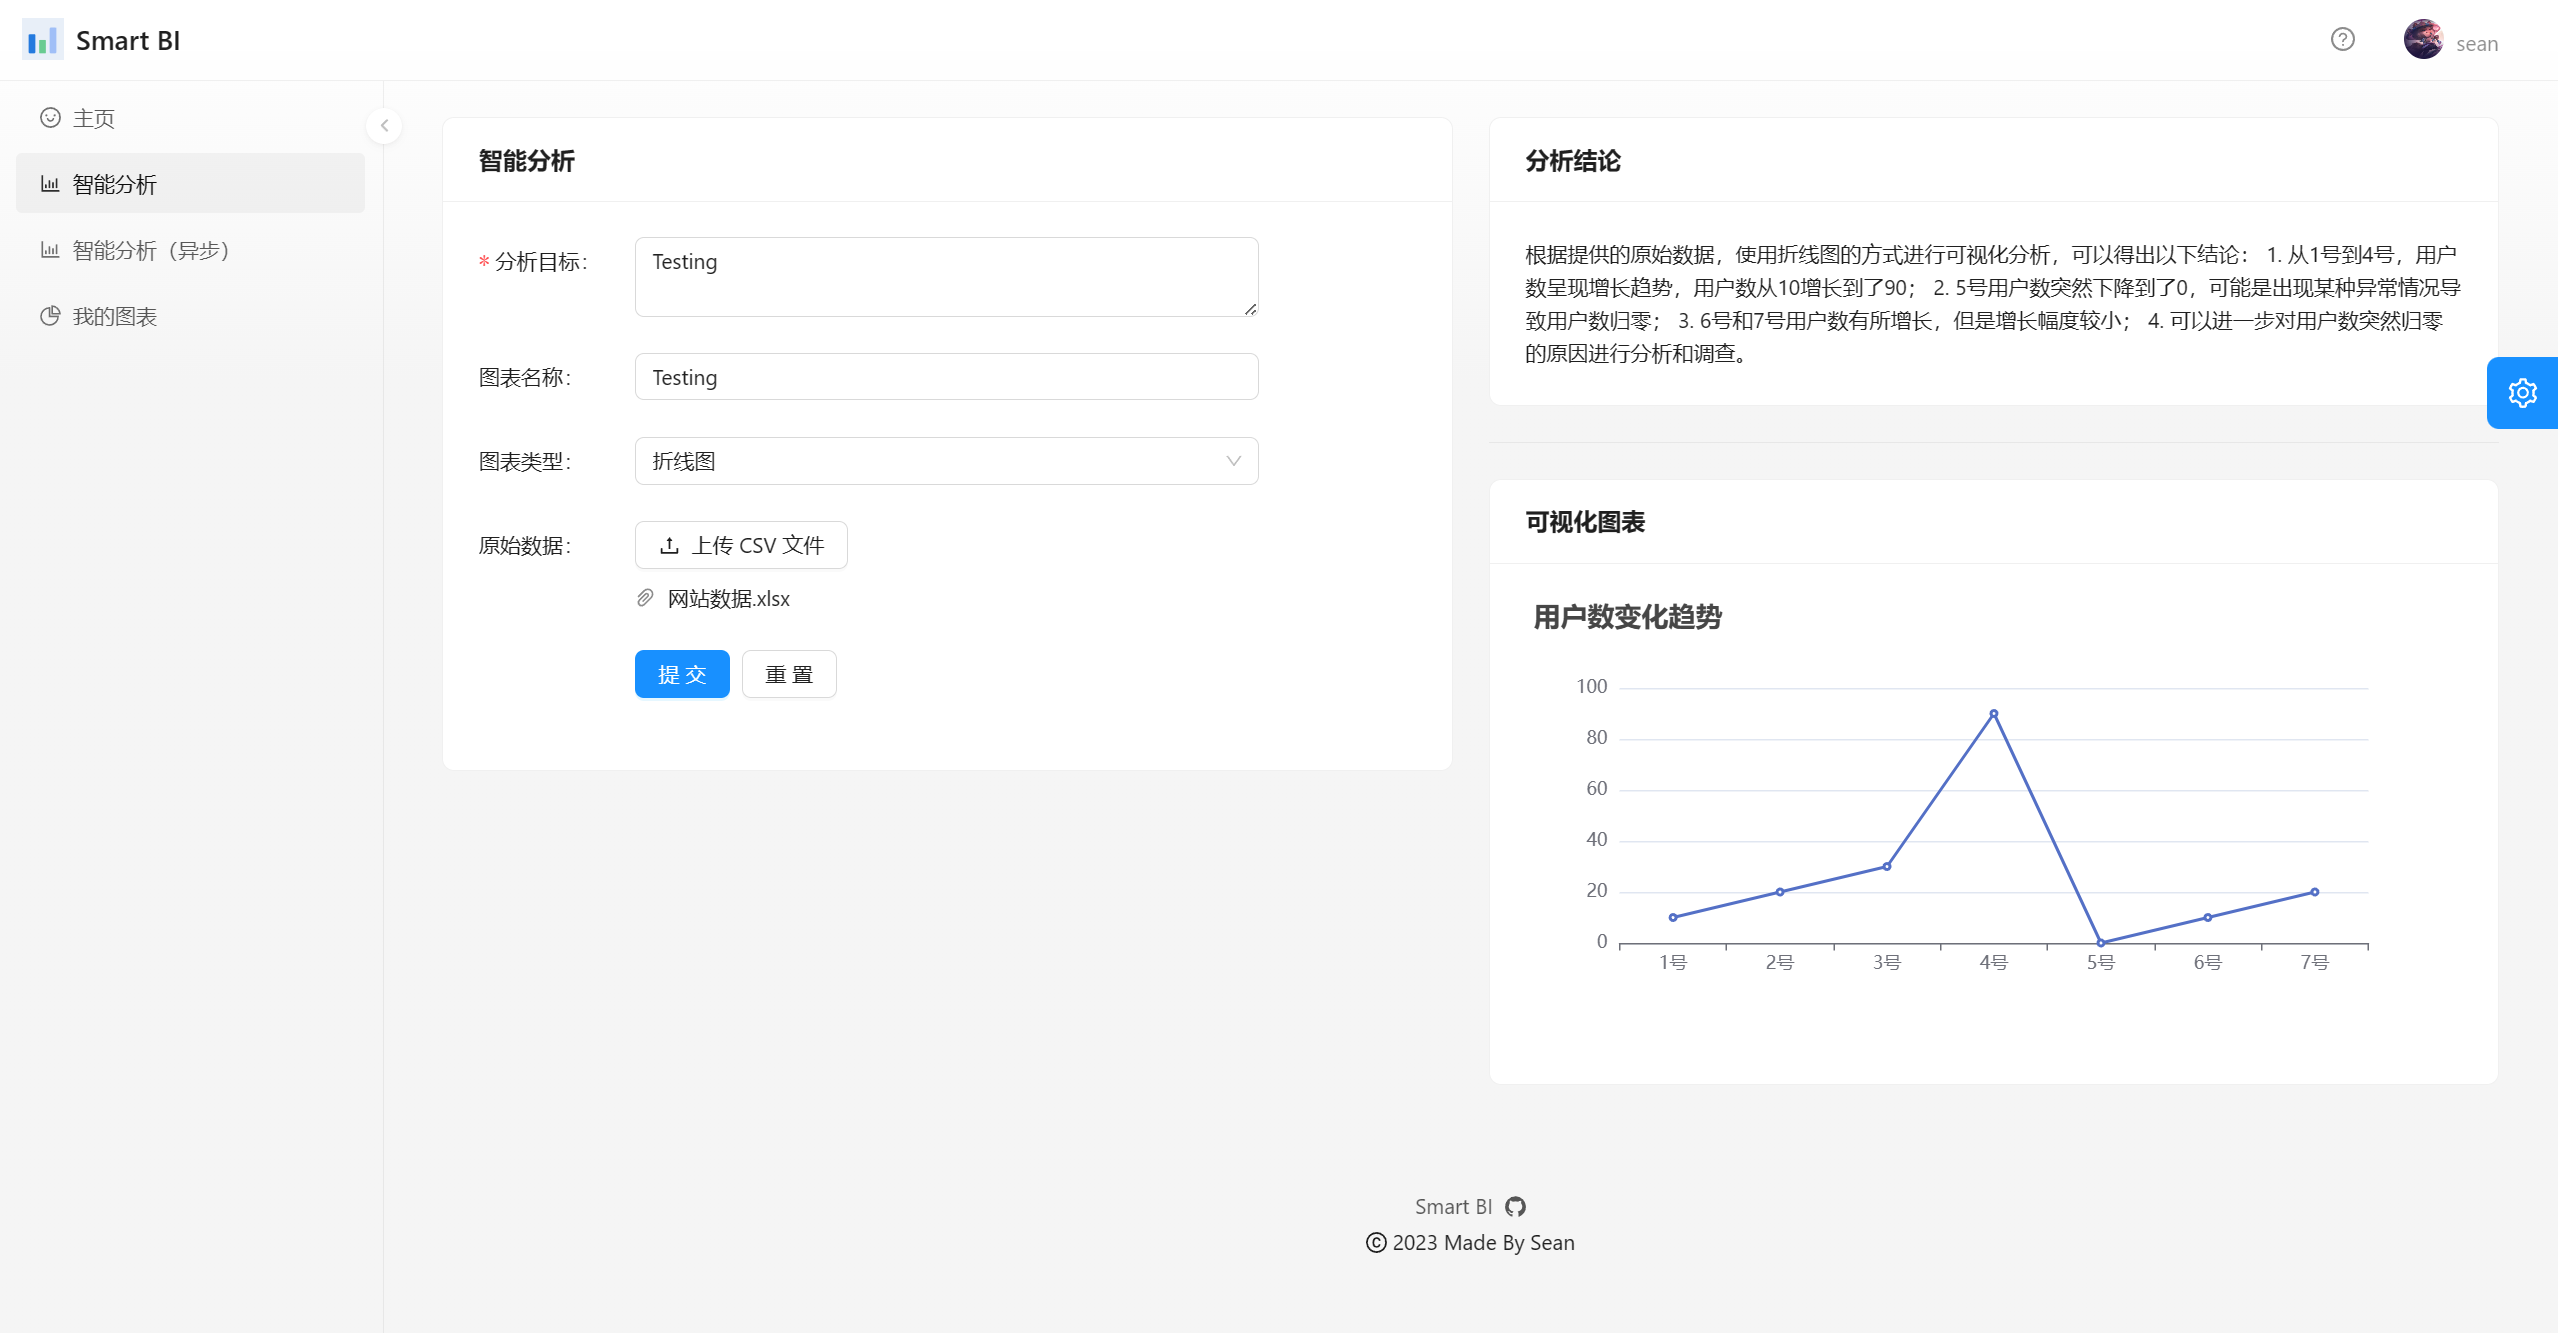 Smart BI
sean
主页
智能分析
智能分析（异步）
我的图表
智能分析
* 分析目标：
Testing
图表名称：
Testing
图表类型：
折线图
原始数据：
上传 CSV 文件
网站数据.xlsx
提 交
重 置
分析结论
根据提供的原始数据，使用折线图的方式进行可视化分析，可以得出以下结论： 1. 从1号到4号，用户
数呈现增长趋势，用户数从10增长到了90； 2. 5号用户数突然下降到了0，可能是出现某种异常情况导
致用户数归零； 3. 6号和7号用户数有所增长，但是增长幅度较小； 4. 可以进一步对用户数突然归零
的原因进行分析和调查。
可视化图表
用户数变化趋势
100
80
60
40
20
0
1号 2号 3号 4号 5号 6号 7号
Smart BI
© 2023 Made By Sean